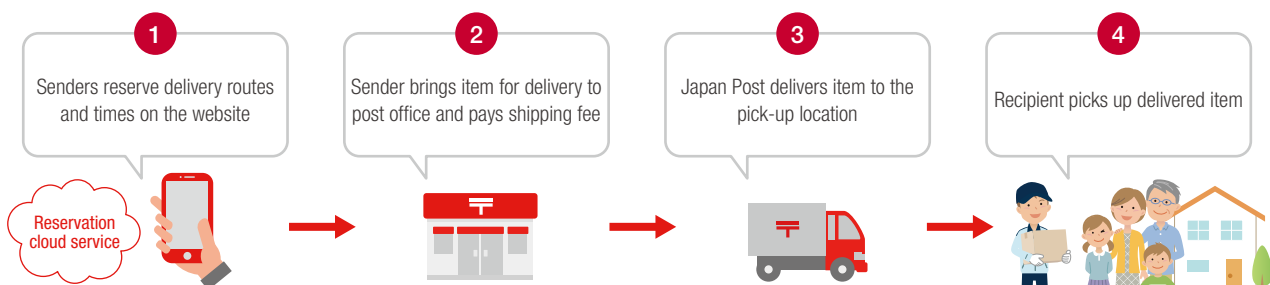 1
Senders reserve delivery routes
and times on the website
2
Sender brings item for delivery to
post office and pays shipping fee
3
Japan Post delivers item to the
pick-up location
4
Recipient picks up delivered item
Reservation
cloud service